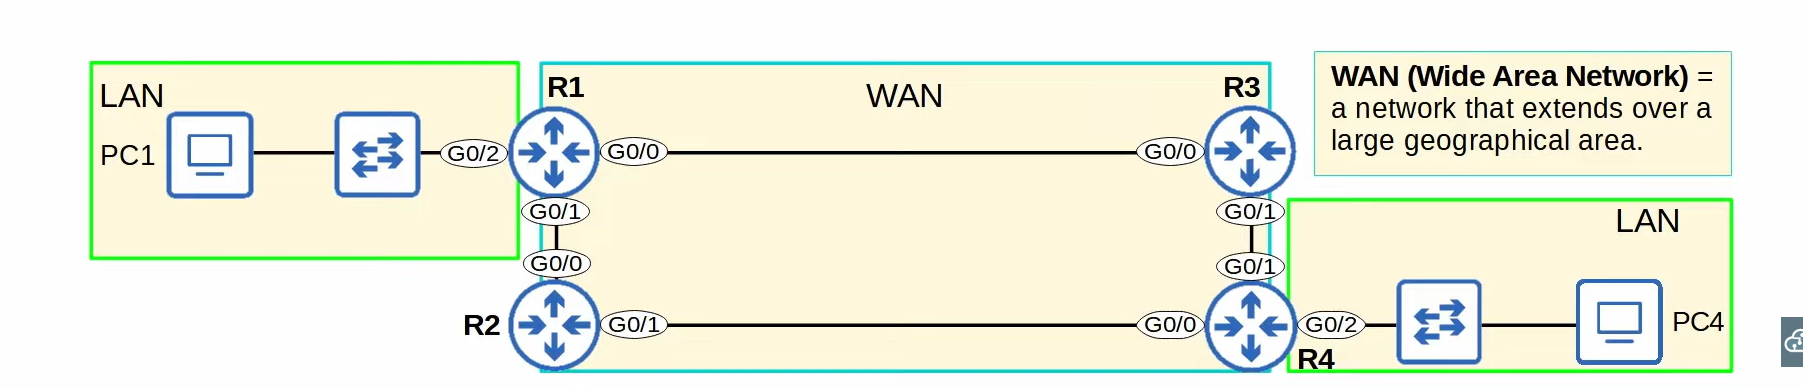 LAN
PC1
G0/2
R1
G0/0
G0/1
G0/0
R2
G0/1
WAN
R3
G0/0
G0/1
G0/1
G0/0
R4
G0/2
WAN (Wide Area Network) =
a network that extends over a
large geographical area.
LAN
PC4